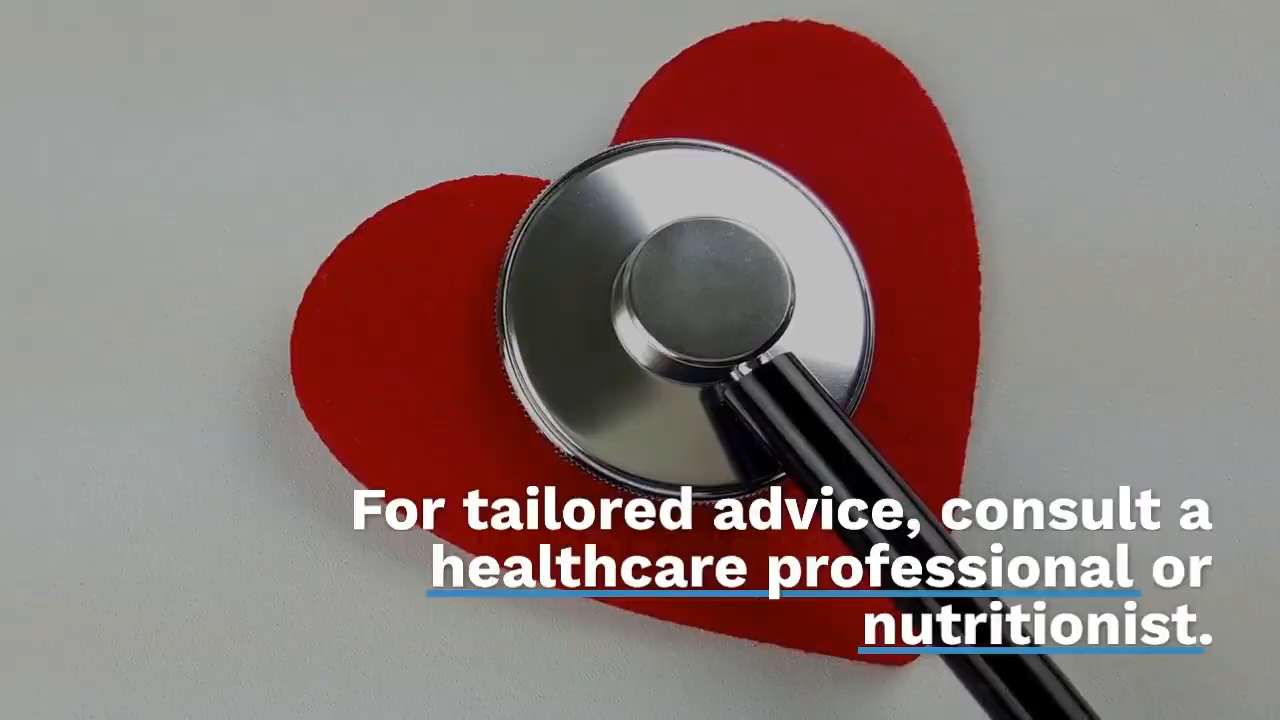 For tailored advice, consult a
healthcare professional or
nutritionist.